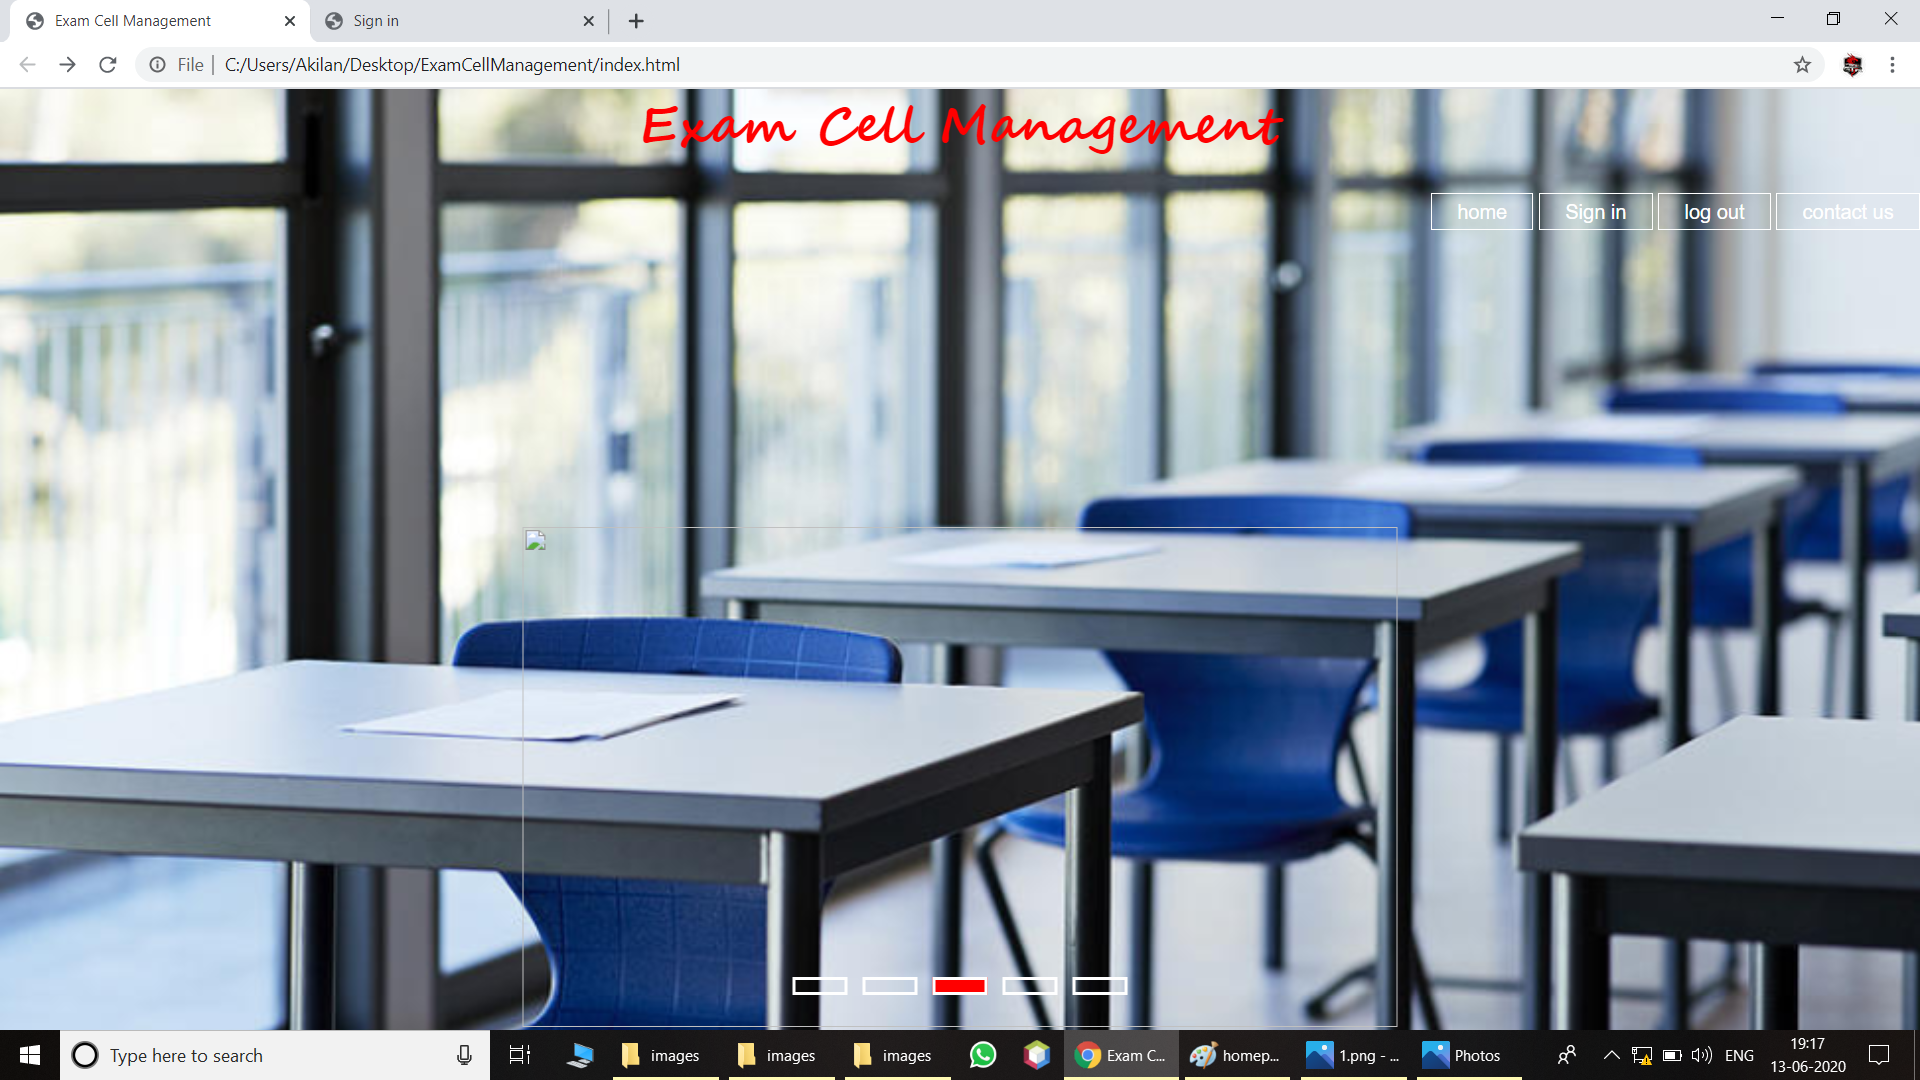 Exam Cell Management
Sign in
File
C:/Users/Akilan/Desktop/ExamCellManagement/index.html
Exam Cell Management
home
Sign in
log out
contact us
Type here to search
images
images
images
Exam C...
homep...
1.png - ...
Photos
ENG
19:17
13-06-2020